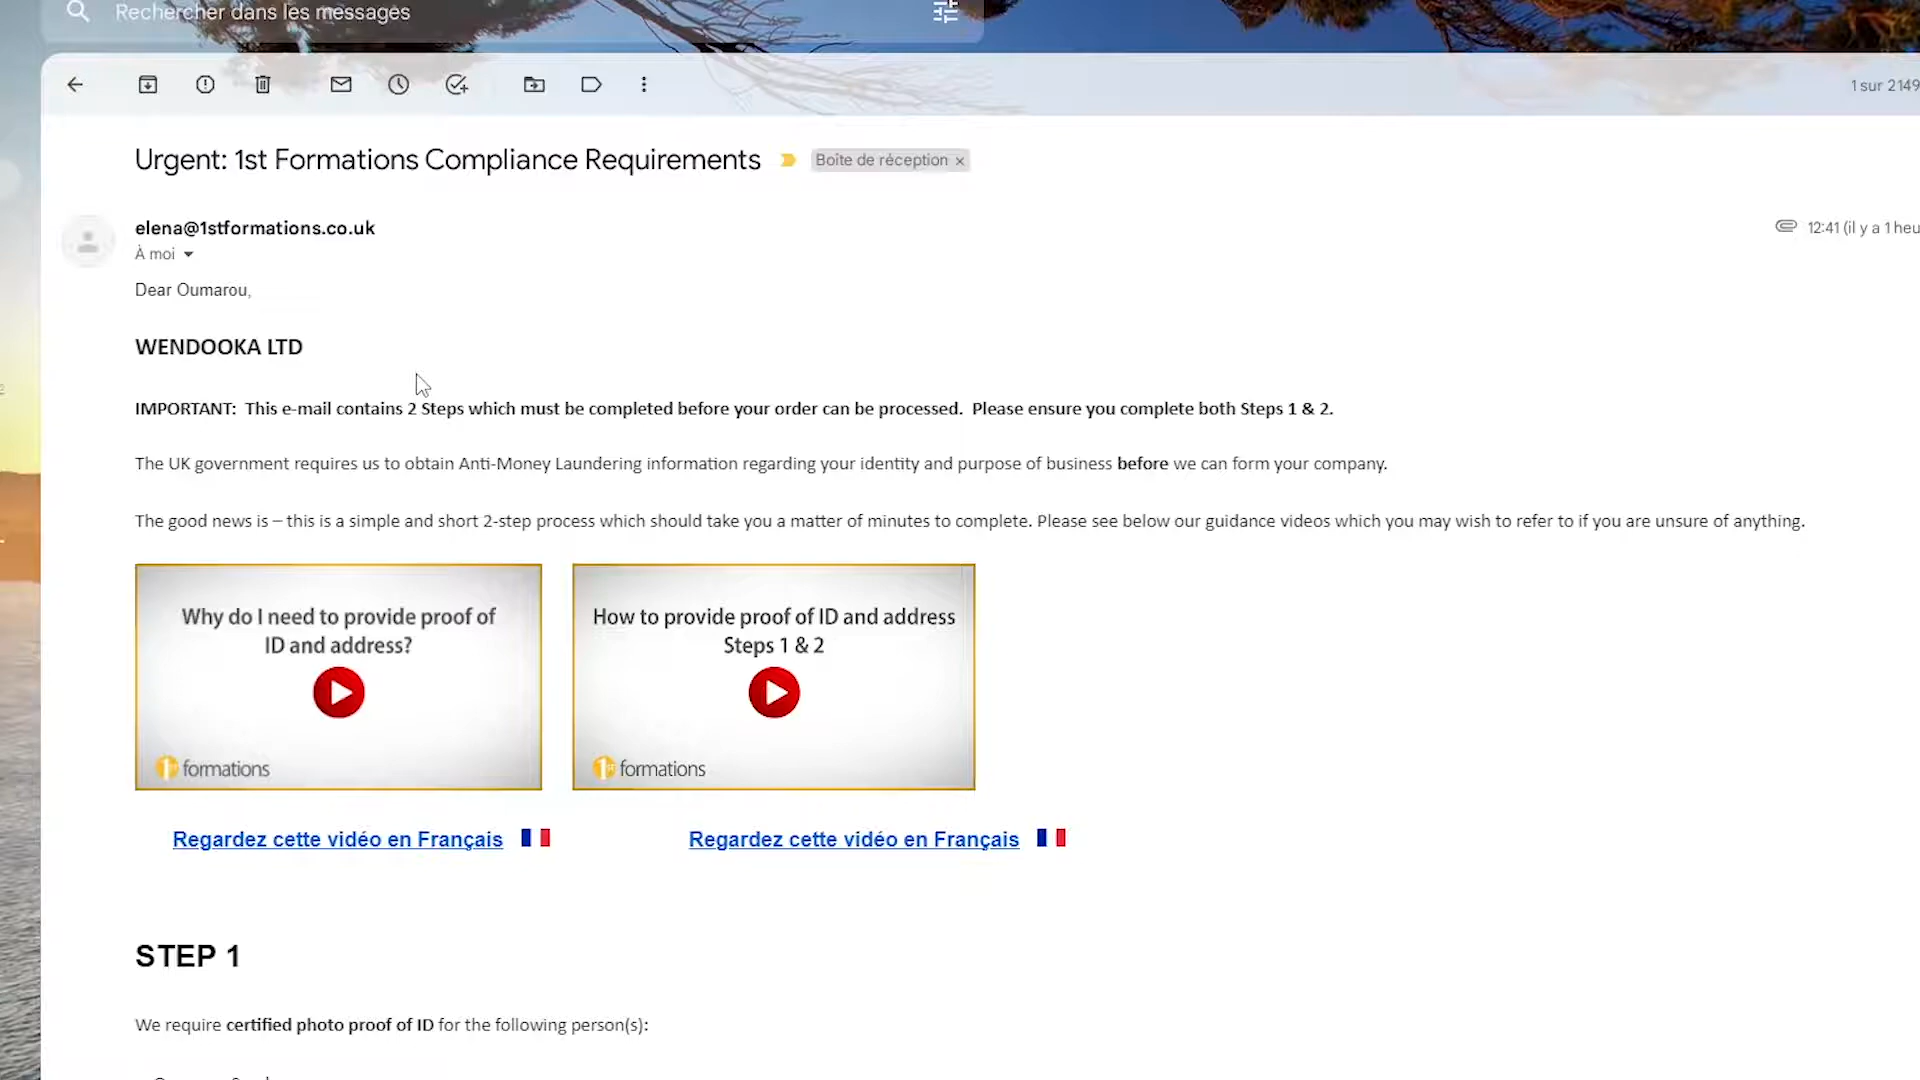 Rechercher dans les messages
1 sur 2149
Urgent: 1st Formations Compliance Requirements
Boîte de réception ×
elena@1stformations.co.uk
12:41 (il y a 1 heu
À moi
Dear Oumarou,
WENDOOKA LTD
IMPORTANT: This e-mail contains 2 Steps which must be completed before your order can be processed. Please ensure you complete both Steps 1 & 2.
The UK government requires us to obtain Anti-Money Laundering information regarding your identity and purpose of business before we can form your company.
The good news is – this is a simple and short 2-step process which should take you a matter of minutes to complete. Please see below our guidance videos which you may wish to refer to if you are unsure of anything.
Why do I need to provide proof of
ID and address?
1st formations
How to provide proof of ID and address
Steps 1 & 2
1st formations
Regardez cette vidéo en Français
Regardez cette vidéo en Français
STEP 1
We require certified photo proof of ID for the following person(s):